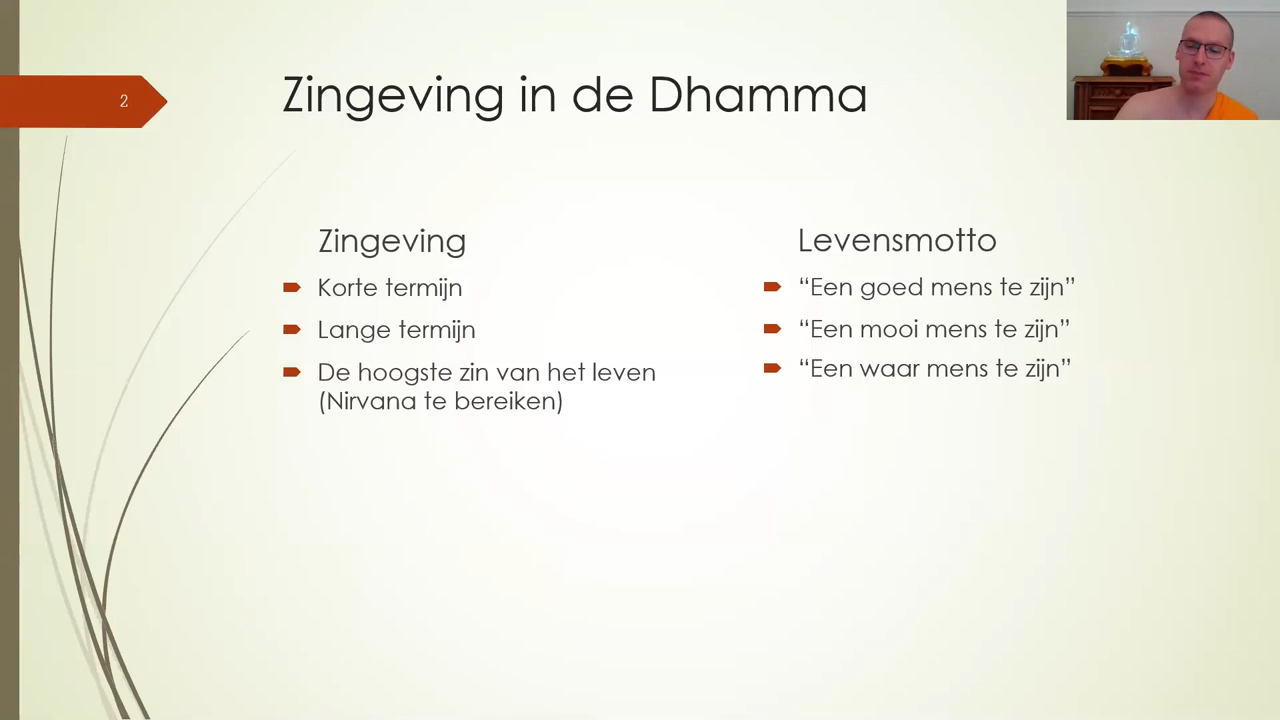 2
Zingeving in de Dhamma
Zingeving
Korte termijn
Lange termijn
De hoogste zin van het leven
(Nirvana te bereiken)
Levensmotto
“Een goed mens te zijn”
“Een mooi mens te zijn”
“Een waar mens te zijn”